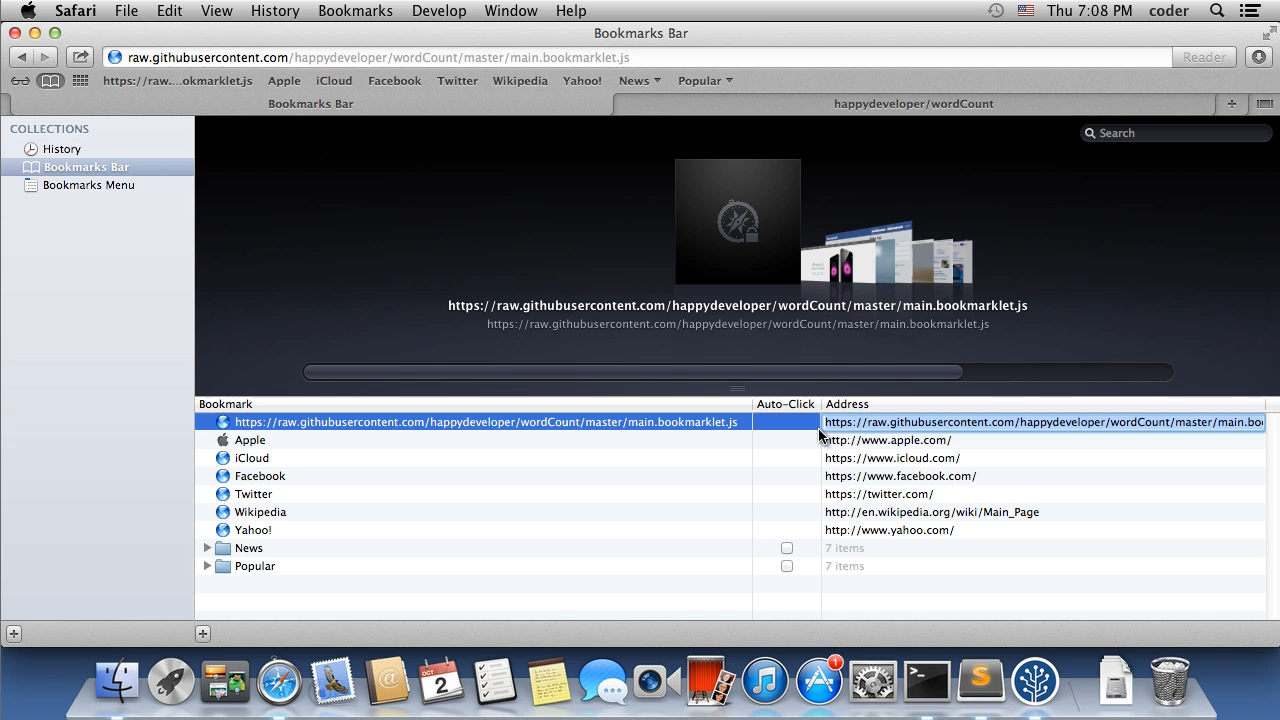 Safari File Edit View History Bookmarks Develop Window Help Thu 7:08 PM coder
Bookmarks Bar
raw.githubusercontent.com/happydeveloper/wordCount/master/main.bookmarklet.js Reader
https://raw....okmarklet.js Apple iCloud Facebook Twitter Wikipedia Yahoo! News Popular
Bookmarks Bar happydeveloper/wordCount
COLLECTIONS
History
Bookmarks Bar
Bookmarks Menu
Search
https://raw.githubusercontent.com/happydeveloper/wordCount/master/main.bookmarklet.js
https://raw.githubusercontent.com/happydeveloper/wordCount/master/main.bookmarklet.js
Bookmark Auto-Click Address
https://raw.githubusercontent.com/happydeveloper/wordCount/master/main.bookmarklet.js https://raw.githubusercontent.com/happydeveloper/wordCount/master/main.boo
Apple http://www.apple.com/
iCloud https://www.icloud.com/
Facebook https://www.facebook.com/
Twitter https://twitter.com/
Wikipedia http://en.wikipedia.org/wiki/Main_Page
Yahoo! http://www.yahoo.com/
News 7 items
Popular 7 items
OCT
2
1